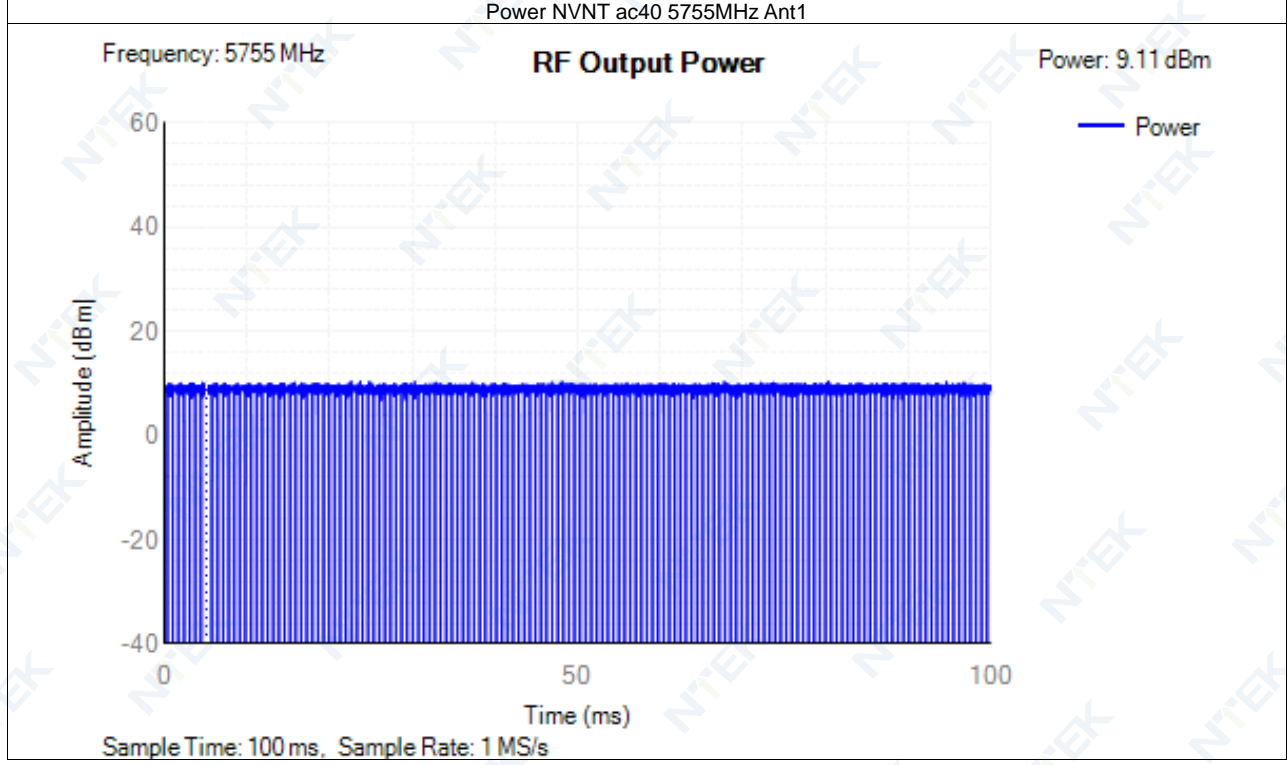 Power NVNT ac40 5755MHz Ant1
Frequency: 5755 MHz
RF Output Power
Power: 9.11 dBm
Power
60
40
20
0
-20
-40
Amplitude (dBm)
0
50
100
Time (ms)
Sample Time: 100 ms, Sample Rate: 1 MS/s
NTEK